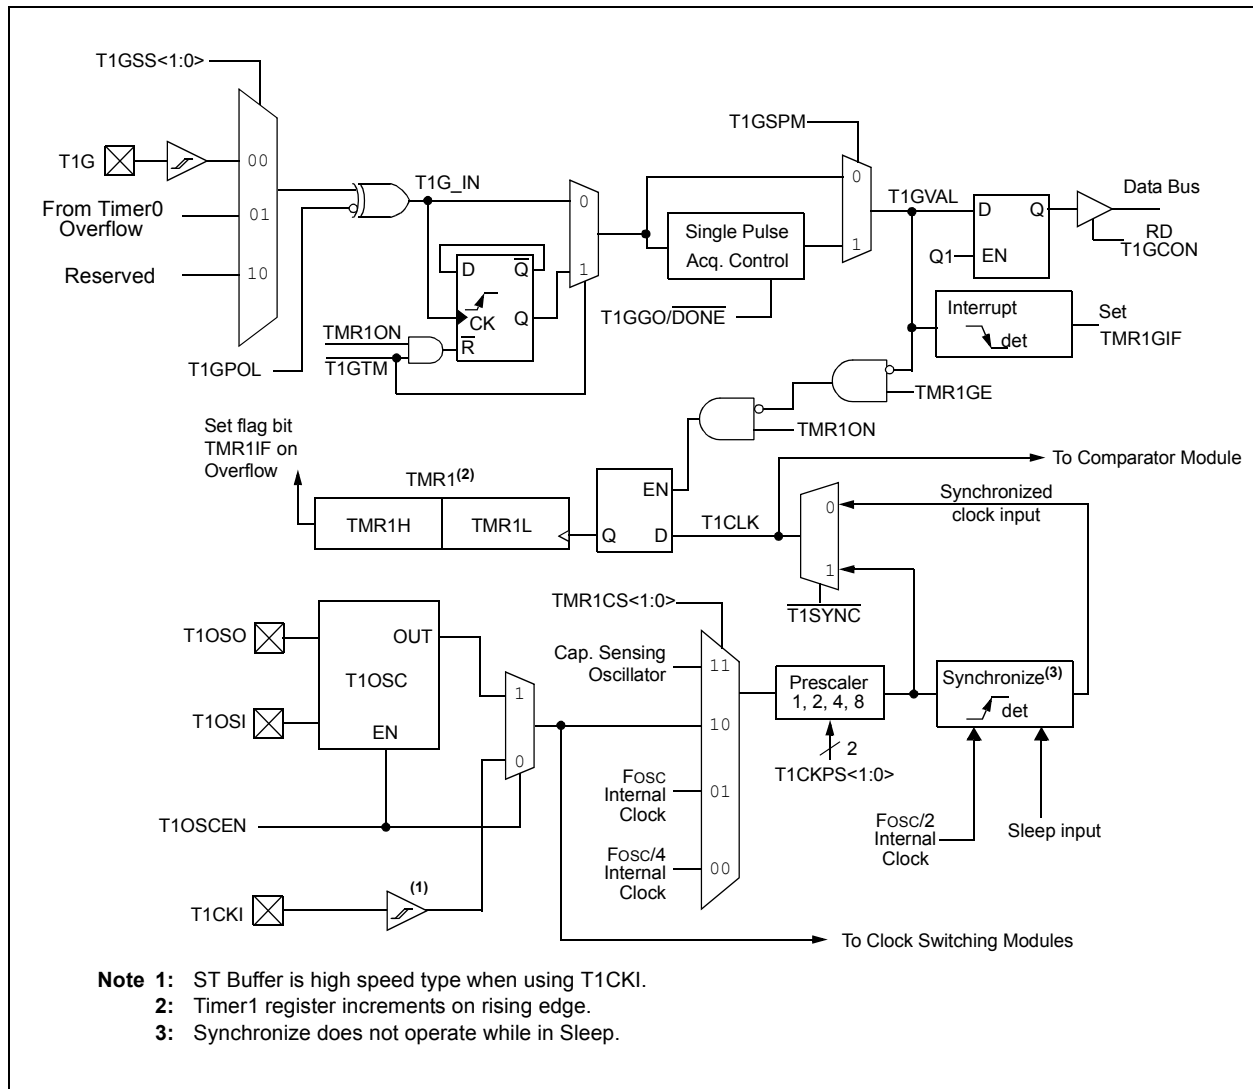 T1GSS<1:0>
T1G
00
From Timer0
Overflow
01
Reserved
10
T1GPOL
T1G_IN
0
1
D
Q
CK
Q
R
TMR1ON
T1GTM
T1GSPM
0
1
Single Pulse
Acq. Control
T1GGO/DONE
T1GVAL
D
Q
Q1
EN
Data Bus
RD
T1GCON
Interrupt
det
Set
TMR1GIF
TMR1GE
TMR1ON
Set flag bit
TMR1IF on
Overflow
TMR1(2)
TMR1H
TMR1L
EN
Q
D
T1CLK
To Comparator Module
0
1
Synchronized
clock input
T1SYNC
T1OSO
T1OSI
OUT
T1OSC
EN
1
0
T1OSCEN
T1CKI
(1)
TMR1CS<1:0>
Cap. Sensing
Oscillator
11
10
FOSC
Internal
Clock
01
FOSC/4
Internal
Clock
00
Prescaler
1, 2, 4, 8
2
T1CKPS<1:0>
Synchronize(3)
det
FOSC/2
Internal
Clock
Sleep input
To Clock Switching Modules
Note 1: ST Buffer is high speed type when using T1CKI.
2: Timer1 register increments on rising edge.
3: Synchronize does not operate while in Sleep.